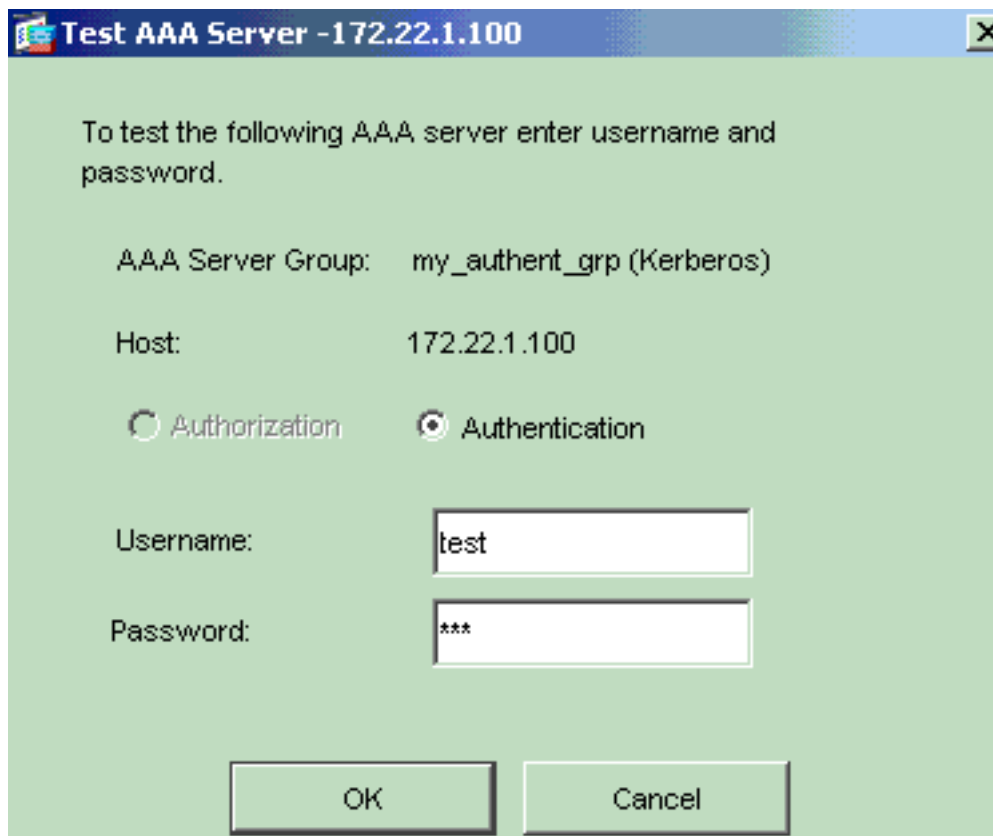 Test AAA Server -172.22.1.100
To test the following AAA server enter username and
password.
AAA Server Group: my_authent_grp (Kerberos)
Host: 172.22.1.100
Authorization Authentication
Username: test
Password: ***
OK Cancel